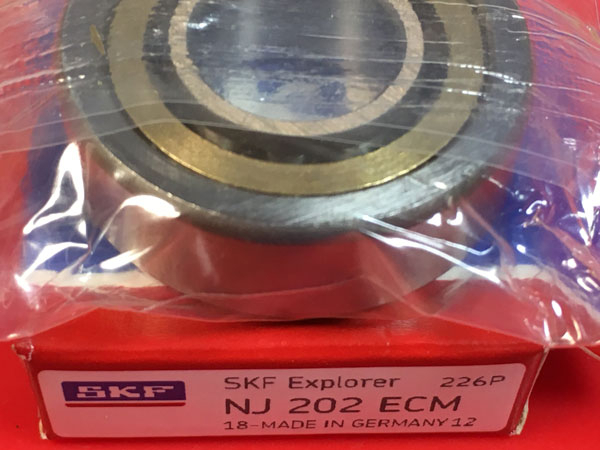 SKF
SKF Explorer 226P
NJ 202 ECM
18-MADE IN GERMANY 12